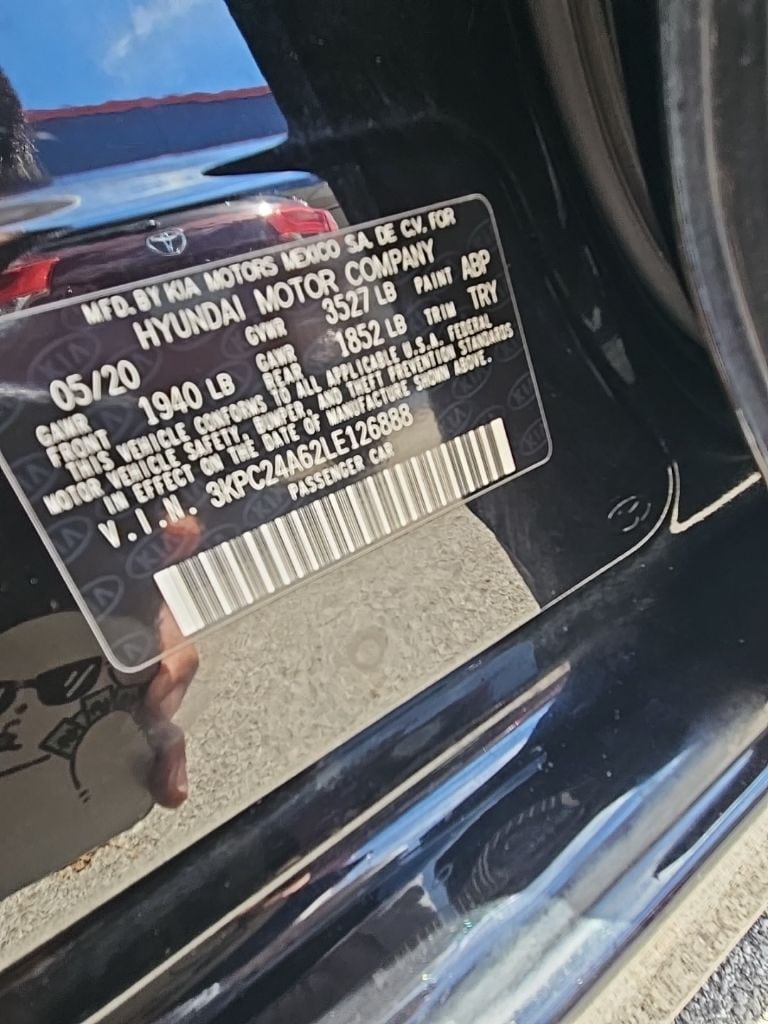 MFD. BY KIA MOTORS MEXICO S.A. DE C.V. FOR
HYUNDAI MOTOR COMPANY
05/20 GVWR 3527 LB PAINT ABP
GAWR FRONT 1940 LB GAWR REAR 1852 LB TRIM TRY
THIS VEHICLE CONFORMS TO ALL APPLICABLE U.S.A. FEDERAL
MOTOR VEHICLE SAFETY, BUMPER, AND THEFT PREVENTION STANDARDS
IN EFFECT ON THE DATE OF MANUFACTURE SHOWN ABOVE.
V.I.N. 3KPC24A62LE126888
PASSENGER CAR